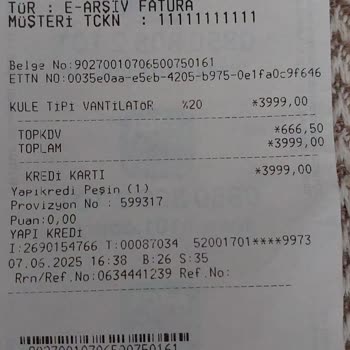 TÜR : E-ARŞİV FATURA
MÜŞTERİ TCKN : 11111111111
Belge No:90270010706500750161
ETTN NO:0035e0aa-e5eb-4205-b975-0e1fa0c9f646
KULE TİPİ VANTİLATÖR %20 *3999,00
TOPKDV *666,50
TOPLAM *3999,00
KREDİ KARTI *3999,00
Yapıkredi Peşin (1)
Provizyon No : 599317
Puan:0,00
YAPI KREDİ
I:2690154766 T:00087034 52001701****9973
07.06.2025 16:38 B:26 S:35
Rrn/Ref.No:0634441239 Ref.No:
90270010706500750161